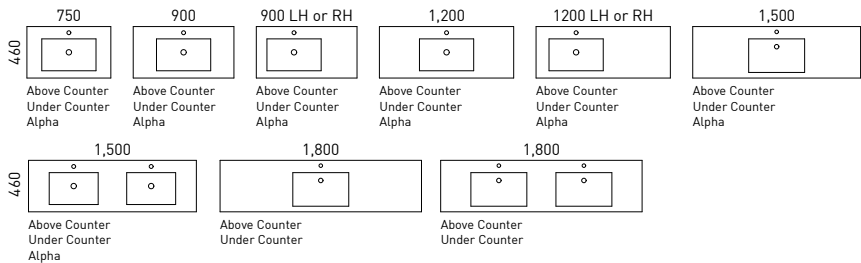 750 900 900 LH or RH 1,200 1200 LH or RH 1,500
460
Above Counter Above Counter Above Counter Above Counter Above Counter Above Counter
Under Counter Under Counter Under Counter Under Counter Under Counter Under Counter
Alpha Alpha Alpha Alpha Alpha Alpha
1,500 1,800 1,800
460
Above Counter Above Counter Above Counter
Under Counter Under Counter Under Counter
Alpha